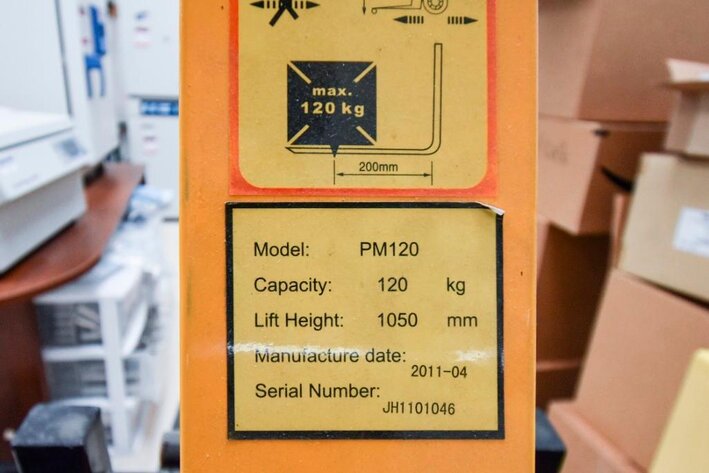 max.
120 kg
200mm
Model: PM120
Capacity: 120 kg
Lift Height: 1050 mm
Manufacture date: 2011-04
Serial Number: JH1101046